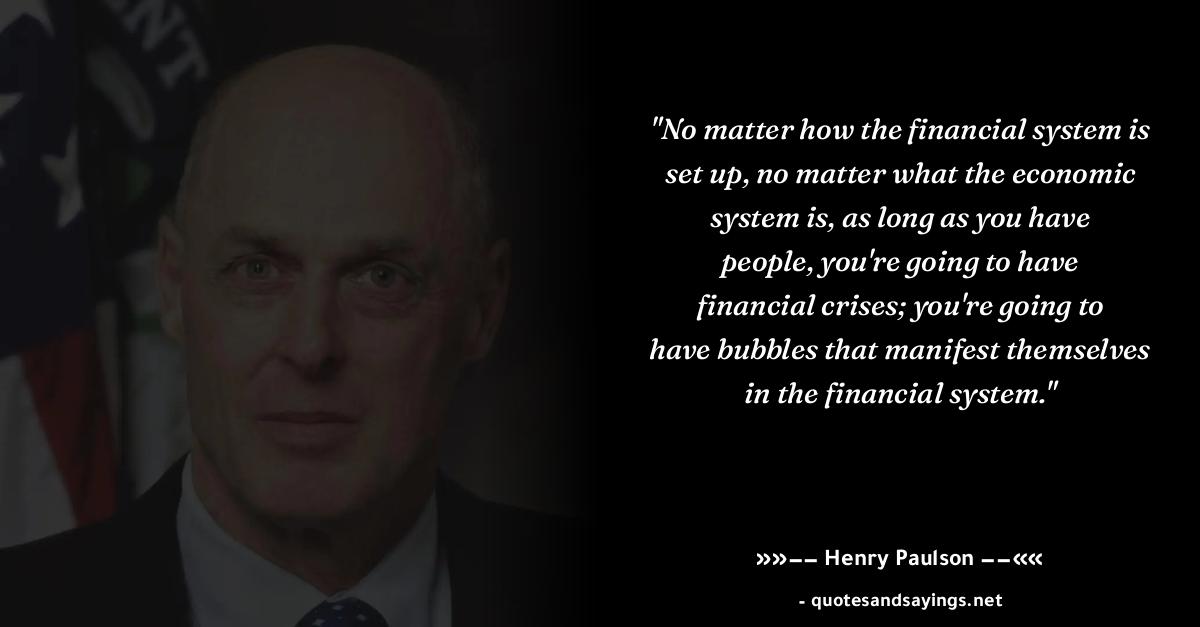 NT
"No matter how the financial system is
set up, no matter what the economic
system is, as long as you have
people, you're going to have
financial crises; you're going to
have bubbles that manifest themselves
in the financial system."
»»–– Henry Paulson ––««
- quotesandsayings.net